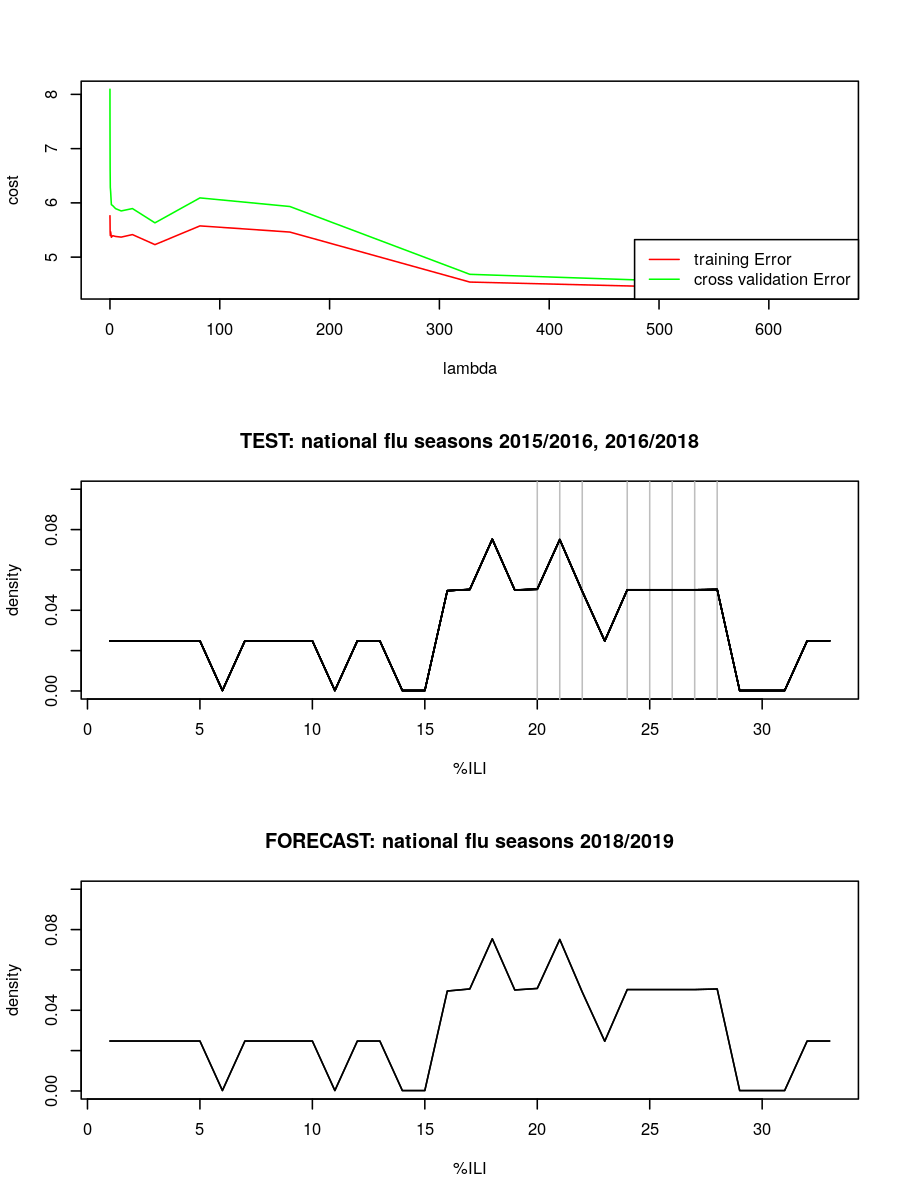 8
7
6
5
cost
training Error
cross validation Error
0 100 200 300 400 500 600
lambda
TEST: national flu seasons 2015/2016, 2016/2018
0.08
0.04
0.00
density
0 5 10 15 20 25 30
%ILI
FORECAST: national flu seasons 2018/2019
0.08
0.04
0.00
density
0 5 10 15 20 25 30
%ILI